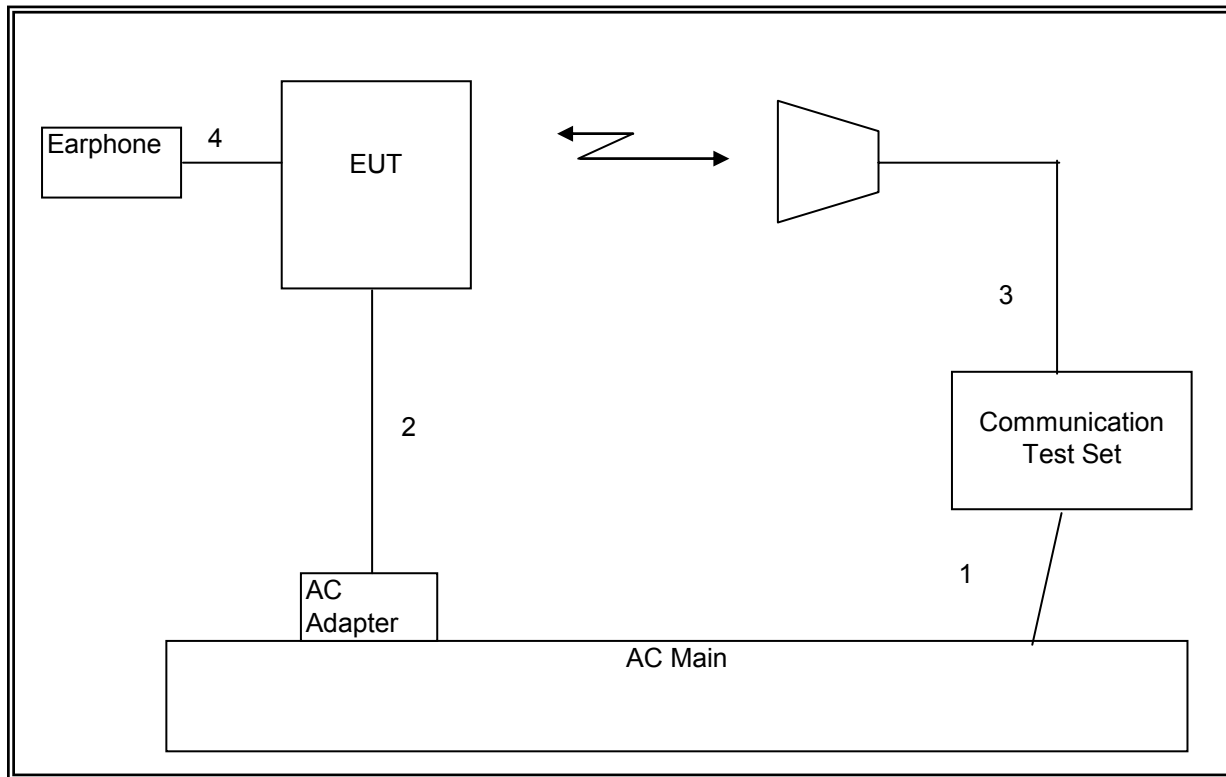 Earphone
4
EUT
3
2
Communication
Test Set
1
AC
Adapter
AC Main